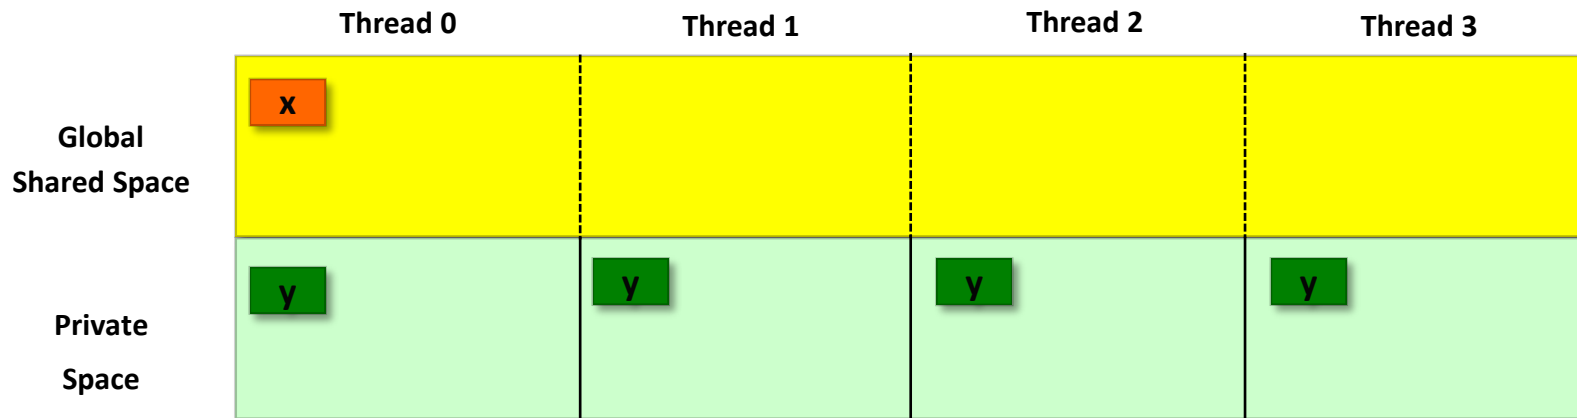 Thread 0
Thread 1
Thread 2
Thread 3
Global
Shared Space
x
Private
Space
y
y
y
y